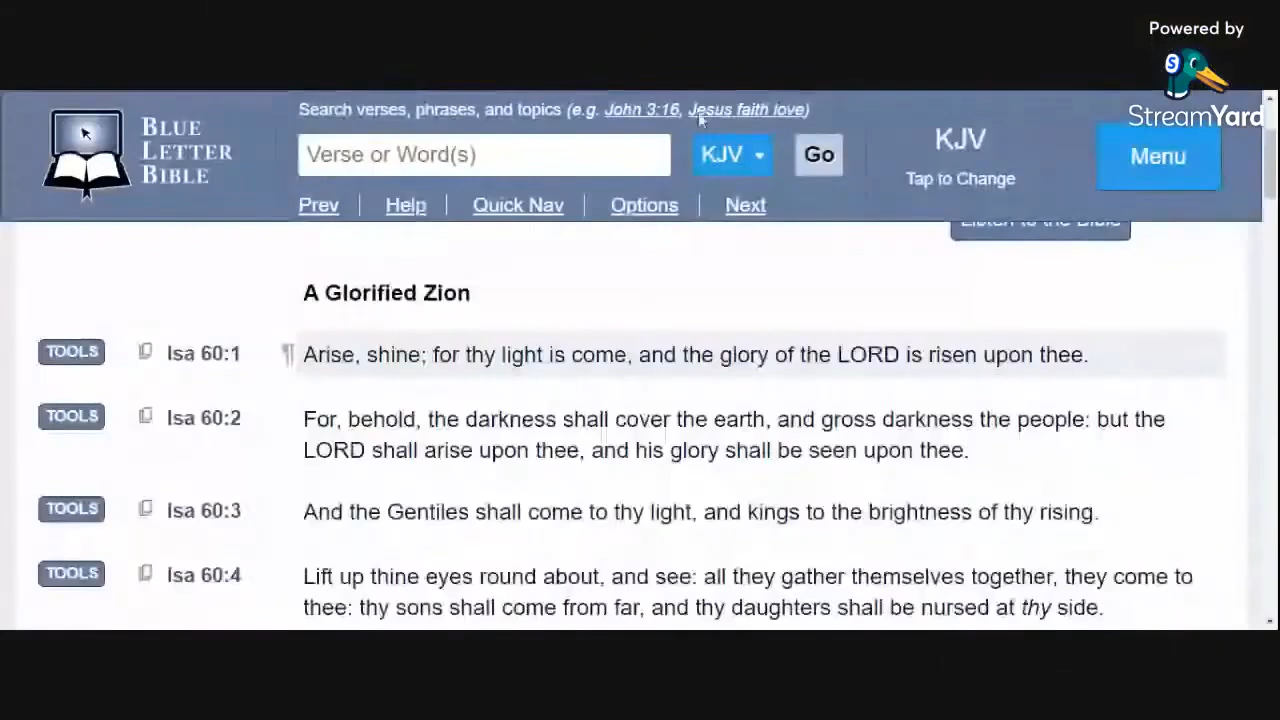 Powered by
StreamYard
Search verses, phrases, and topics (e.g. John 3:16, Jesus faith love)
BLUE
LETTER
BIBLE
Verse or Word(s)
KJV
Go
KJV
Tap to Change
Menu
Prev
Help
Quick Nav
Options
Next
Listen to the Bible
A Glorified Zion
TOOLS Isa 60:1 ¶ Arise, shine; for thy light is come, and the glory of the LORD is risen upon thee.
TOOLS Isa 60:2 For, behold, the darkness shall cover the earth, and gross darkness the people: but the
LORD shall arise upon thee, and his glory shall be seen upon thee.
TOOLS Isa 60:3 And the Gentiles shall come to thy light, and kings to the brightness of thy rising.
TOOLS Isa 60:4 Lift up thine eyes round about, and see: all they gather themselves together, they come to
thee: thy sons shall come from far, and thy daughters shall be nursed at thy side.